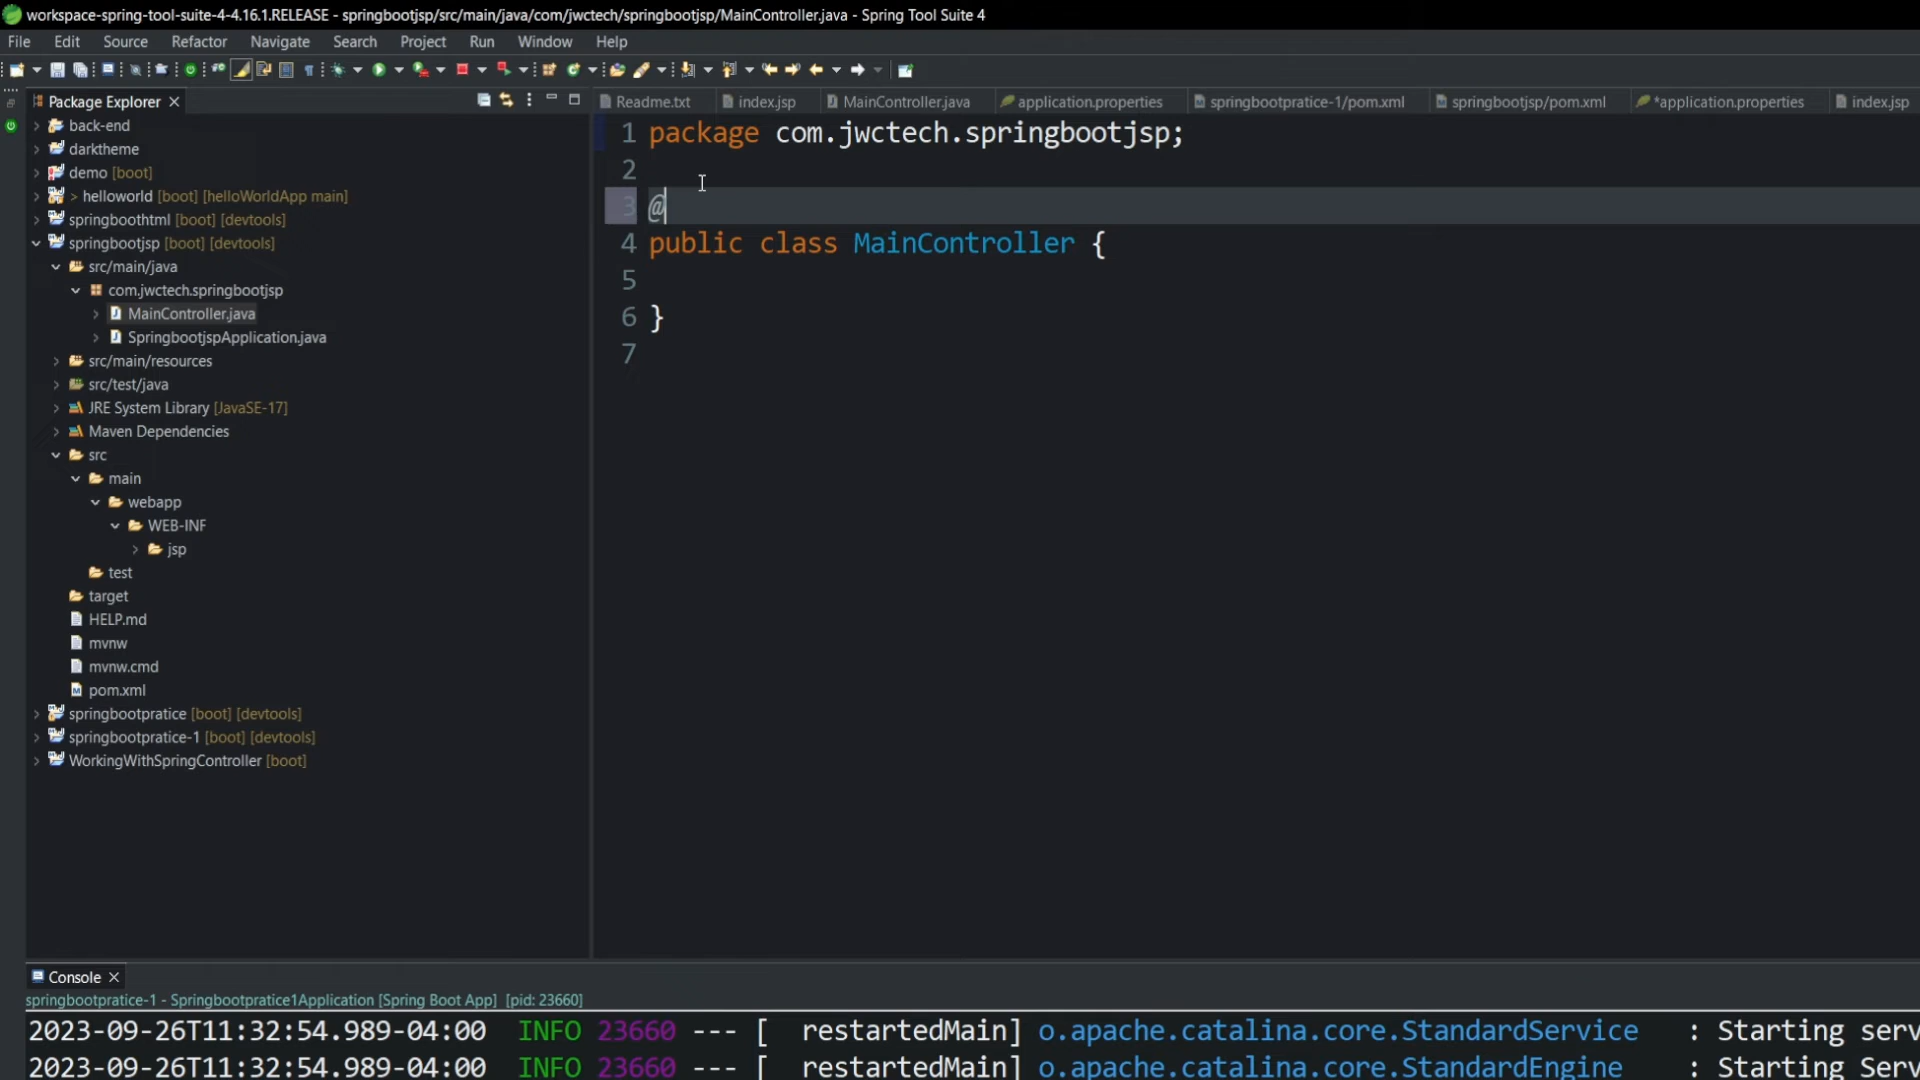 workspace-spring-tool-suite-4-4.16.1.RELEASE - springbootjsp/src/main/java/com/jwctech/springbootjsp/MainController.java - Spring Tool Suite 4
File Edit Source Refactor Navigate Search Project Run Window Help
Package Explorer
Readme.txt index.jsp MainController.java application.properties springbootpratice-1/pom.xml springbootjsp/pom.xml *application.properties index.jsp
back-end
darktheme
demo [boot]
> helloworld [boot] [helloWorldApp main]
springboothtml [boot] [devtools]
springbootjsp [boot] [devtools]
src/main/java
com.jwctech.springbootjsp
MainController.java
SpringbootjspApplication.java
src/main/resources
src/test/java
JRE System Library [JavaSE-17]
Maven Dependencies
src
main
webapp
WEB-INF
jsp
test
target
HELP.md
mvnw
mvnw.cmd
pom.xml
springbootpratice [boot] [devtools]
springbootpratice-1 [boot] [devtools]
WorkingWithSpringController [boot]
1 package com.jwctech.springbootjsp;
2
3 @
4 public class MainController {
5
6 }
7
Console
springbootpratice-1 - Springbootpratice1Application [Spring Boot App] [pid: 23660]
2023-09-26T11:32:54.989-04:00 INFO 23660 --- [ restartedMain] o.apache.catalina.core.StandardService : Starting serv
2023-09-26T11:32:54.989-04:00 INFO 23660 --- [ restartedMain] o.apache.catalina.core.StandardEngine : Starting Serv